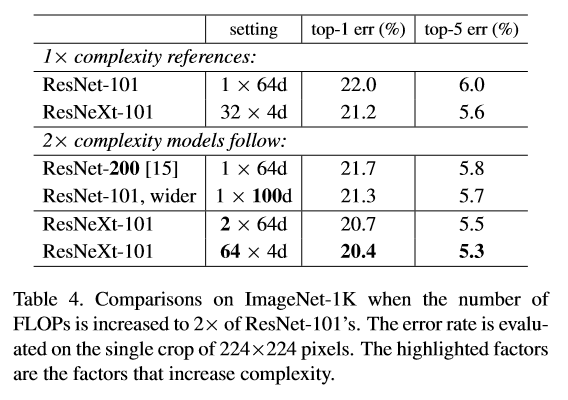 setting top-1 err (%) top-5 err (%)
1× complexity references:
ResNet-101 1 × 64d 22.0 6.0
ResNeXt-101 32 × 4d 21.2 5.6
2× complexity models follow:
ResNet-200 [15] 1 × 64d 21.7 5.8
ResNet-101, wider 1 × 100d 21.3 5.7
ResNeXt-101 2 × 64d 20.7 5.5
ResNeXt-101 64 × 4d 20.4 5.3
Table 4. Comparisons on ImageNet-1K when the number of
FLOPs is increased to 2× of ResNet-101's. The error rate is evalu-
ated on the single crop of 224×224 pixels. The highlighted factors
are the factors that increase complexity.